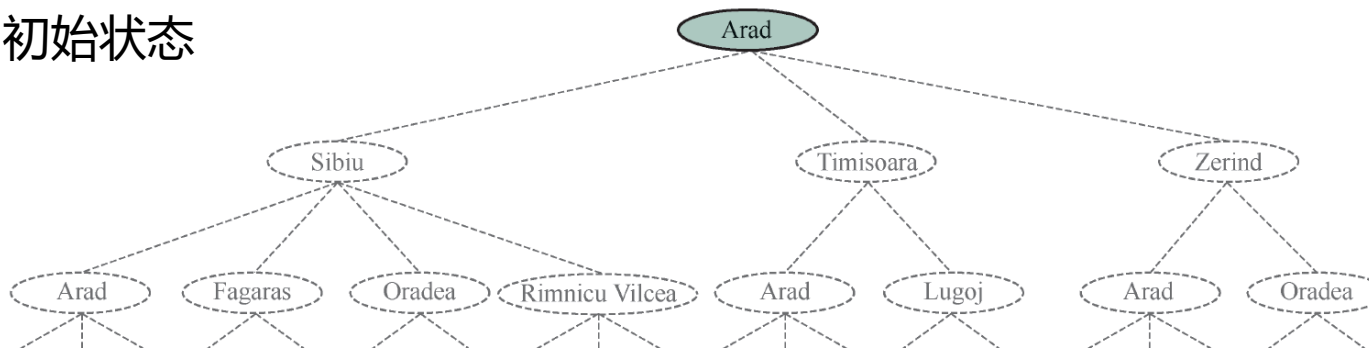 初始状态
Arad
Sibiu
Timisoara
Zerind
Arad
Fagaras
Oradea
Rimnicu Vilcea
Arad
Lugoj
Arad
Oradea